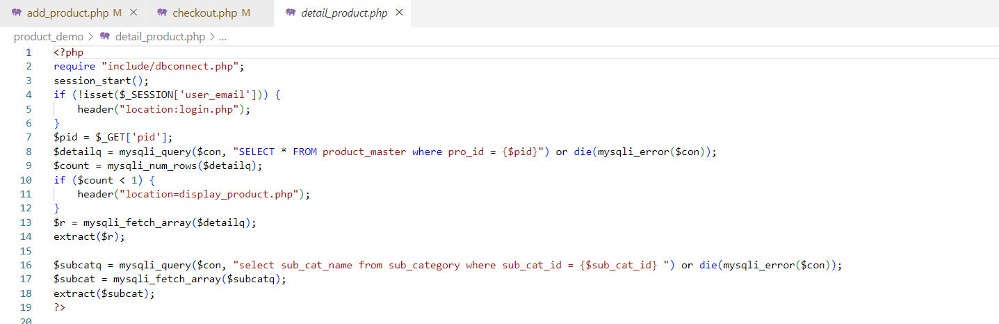 add_product.php M ×
checkout.php M
detail_product.php ×
product_demo > detail_product.php > ...
1 <?php
2 require "include/dbconnect.php";
3 session_start();
4 if (!isset($_SESSION['user_email'])) {
5     header("location:login.php");
6 }
7 $pid = $_GET['pid'];
8 $detailq = mysqli_query($con, "SELECT * FROM product_master where pro_id = {$pid}") or die(mysqli_error($con));
9 $count = mysqli_num_rows($detailq);
10 if ($count < 1) {
11     header("location=display_product.php");
12 }
13 $r = mysqli_fetch_array($detailq);
14 extract($r);
15
16 $subcatq = mysqli_query($con, "select sub_cat_name from sub_category where sub_cat_id = {$sub_cat_id} ") or die(mysqli_error($con));
17 $subcat = mysqli_fetch_array($subcatq);
18 extract($subcat);
19 ?>
20